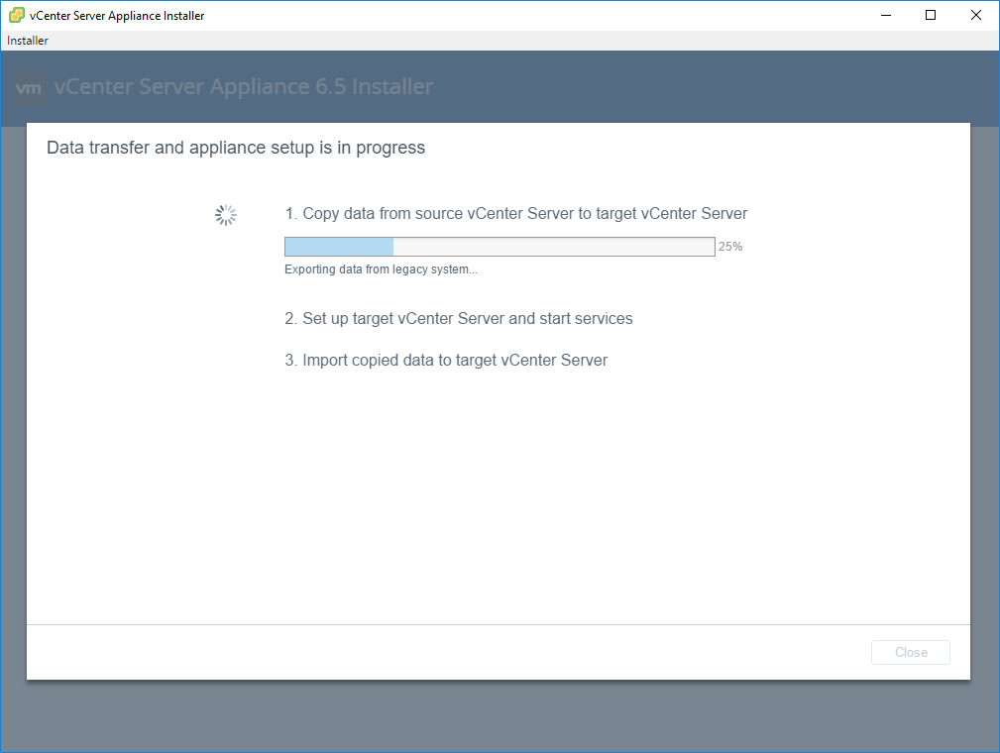 vCenter Server Appliance Installer
Installer
vm vCenter Server Appliance 6.5 Installer
Data transfer and appliance setup is in progress
1. Copy data from source vCenter Server to target vCenter Server
25%
Exporting data from legacy system...
2. Set up target vCenter Server and start services
3. Import copied data to target vCenter Server
Close